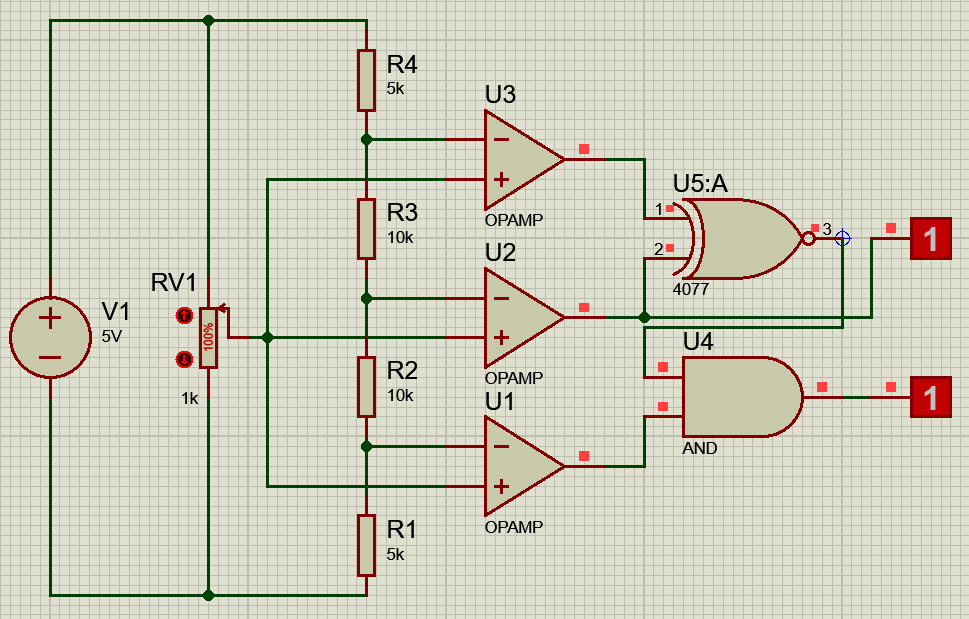 R4
5k
U3
OPAMP
R3
10k
U5:A
1
2
3
4077
1
U2
OPAMP
RV1
100%
1k
V1
5V
R2
10k
U1
OPAMP
U4
AND
1
R1
5k